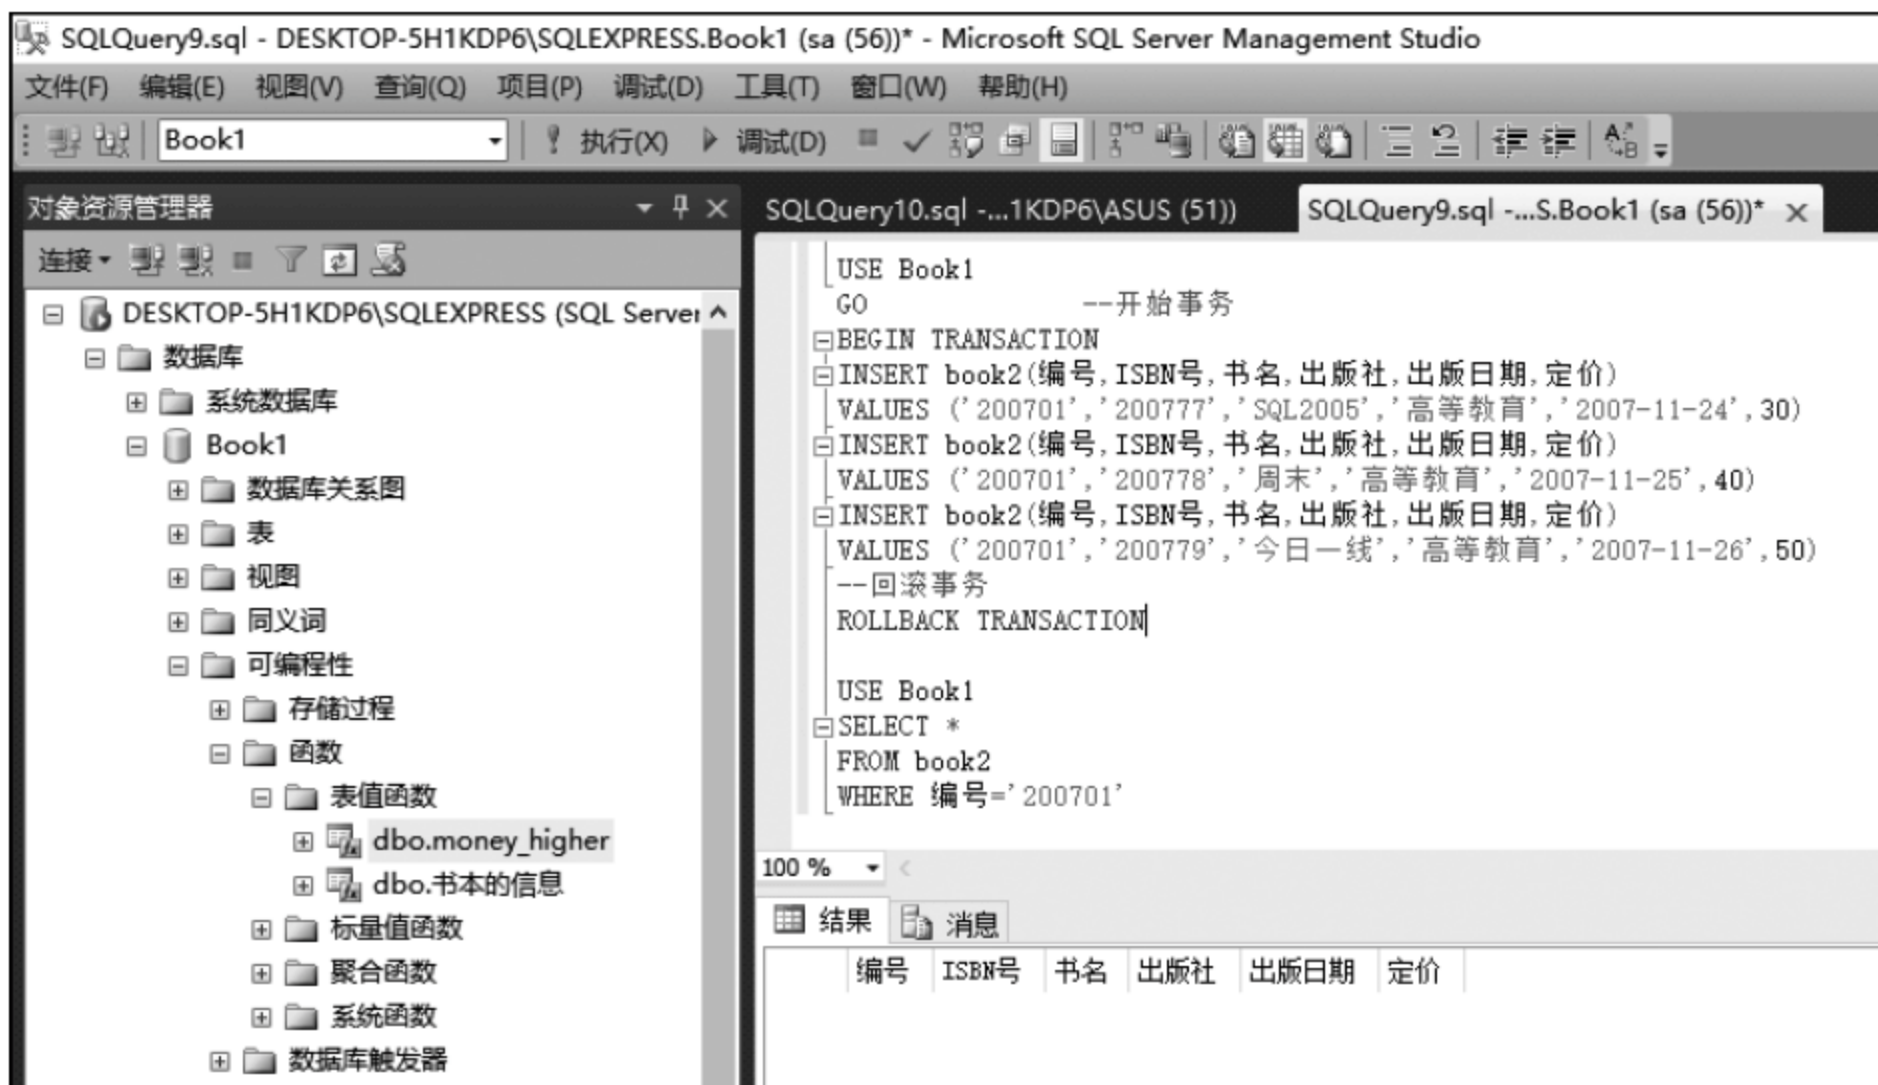 SQLQuery9.sql - DESKTOP-5H1KDP6\SQLEXPRESS.Book1 (sa (56))* - Microsoft SQL Server Management Studio
文件(F) 编辑(E) 视图(V) 查询(Q) 项目(P) 调试(D) 工具(T) 窗口(W) 帮助(H)
Book1 执行(X) 调试(D)
对象资源管理器
连接
DESKTOP-5H1KDP6\SQLEXPRESS (SQL Server
数据库
系统数据库
Book1
数据库关系图
表
视图
同义词
可编程性
存储过程
函数
表值函数
dbo.money_higher
dbo.书本的信息
标量值函数
聚合函数
系统函数
数据库触发器
SQLQuery10.sql -...1KDP6\ASUS (51)) SQLQuery9.sql -...S.Book1 (sa (56))*
USE Book1
GO --开始事务
BEGIN TRANSACTION
INSERT book2(编号,ISBN号,书名,出版社,出版日期,定价)
VALUES ('200701','200777','SQL2005','高等教育','2007-11-24',30)
INSERT book2(编号,ISBN号,书名,出版社,出版日期,定价)
VALUES ('200701','200778','周末','高等教育','2007-11-25',40)
INSERT book2(编号,ISBN号,书名,出版社,出版日期,定价)
VALUES ('200701','200779','今日一线','高等教育','2007-11-26',50)
--回滚事务
ROLLBACK TRANSACTION
USE Book1
SELECT *
FROM book2
WHERE 编号='200701'
100 %
结果 消息
编号 ISBN号 书名 出版社 出版日期 定价